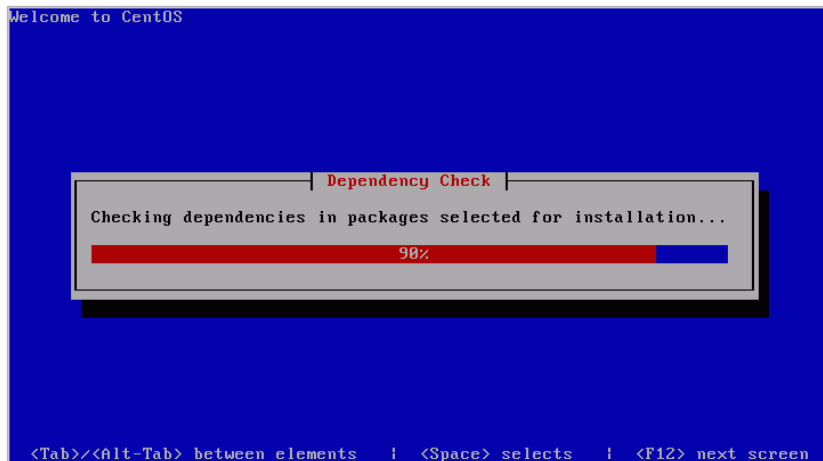 Welcome to CentOS
Dependency Check
Checking dependencies in packages selected for installation...
90%
<Tab>/<Alt-Tab> between elements | <Space> selects | <F12> next screen